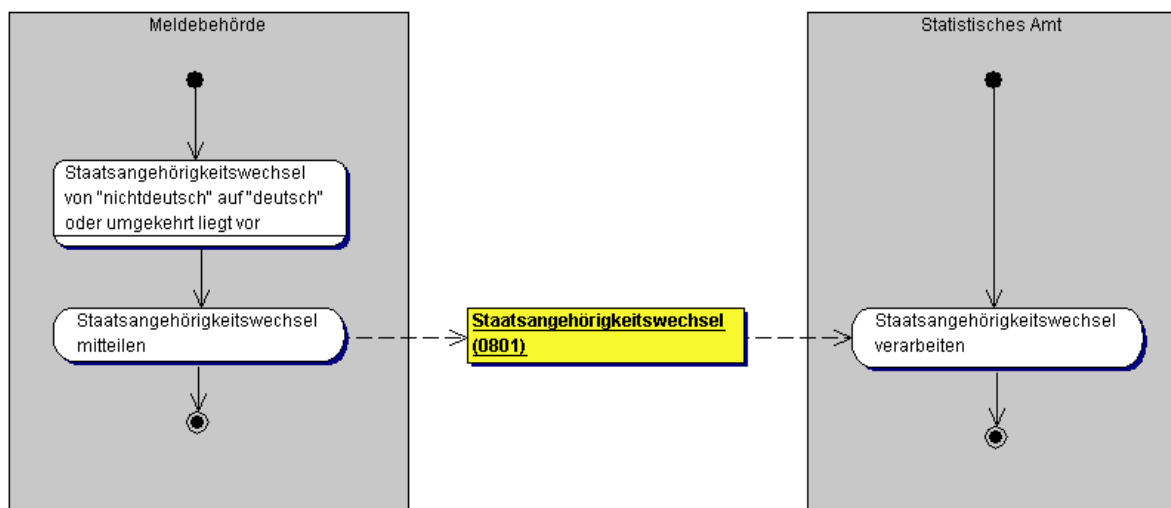 Meldebehörde
Statistisches Amt
Staatsangehörigkeitswechsel
von "nichtdeutsch" auf "deutsch"
oder umgekehrt liegt vor
Staatsangehörigkeitswechsel
mitteilen
Staatsangehörigkeitswechsel
(0801)
Staatsangehörigkeitswechsel
verarbeiten